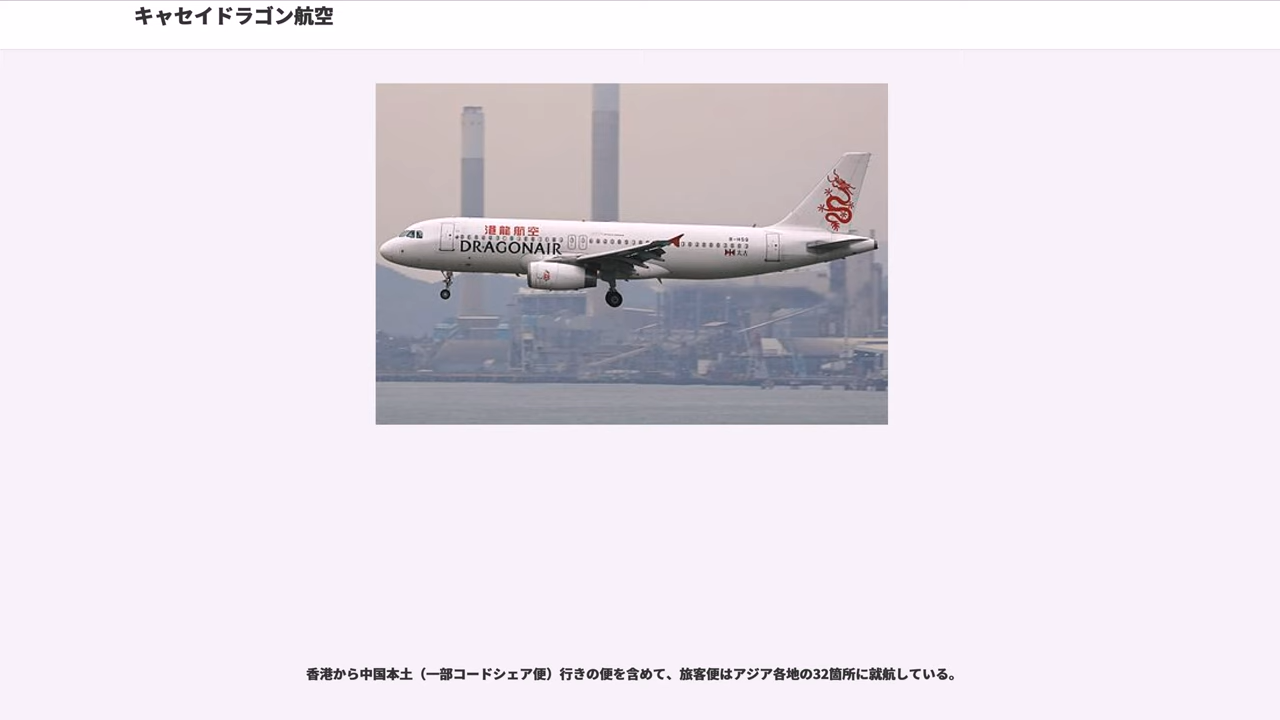 キャセイドラゴン航空
港龍航空
DRAGONAIR
香港から中国本土（一部コードシェア便）行きの便を含めて、旅客便はアジア各地の32箇所に就航している。